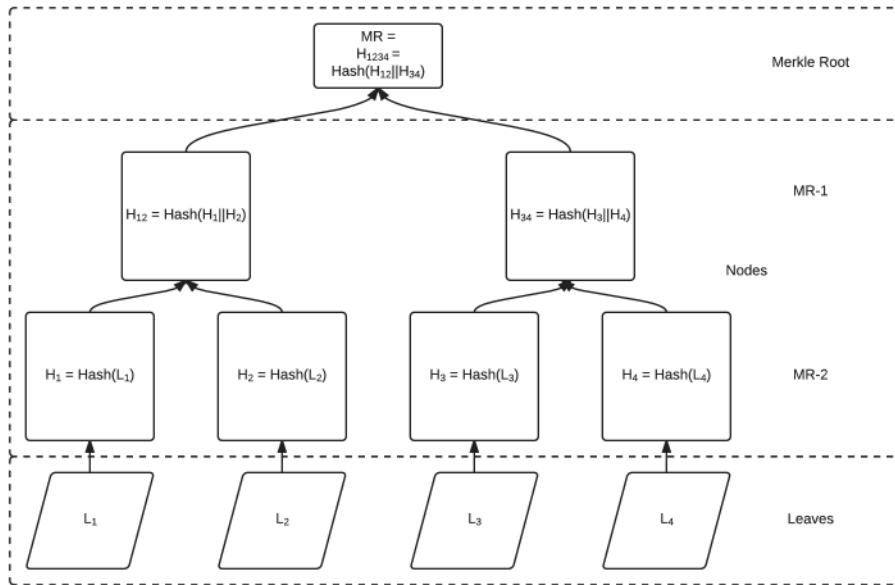 MR =
H₁₂₃₄ =
Hash(H₁₂||H₃₄)
Merkle Root
H₁₂ = Hash(H₁||H₂)
H₃₄ = Hash(H₃||H₄)
MR-1
Nodes
H₁ = Hash(L₁)
H₂ = Hash(L₂)
H₃ = Hash(L₃)
H₄ = Hash(L₄)
MR-2
L₁
L₂
L₃
L₄
Leaves